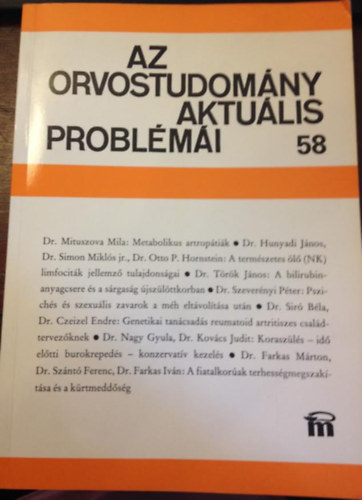 AZ
ORVOSTUDOMÁNY
AKTUÁLIS
PROBLÉMÁI 58
Dr. Mituszova Mila: Metabolikus artropátiák ● Dr. Hunyadi János,
Dr. Simon Miklós jr., Dr. Otto P. Hornstein: A természetes ölő (NK)
limfociták jellemző tulajdonságai ● Dr. Török János: A bilirubin-
anyagcsere és a sárgaság újszülöttkorban ● Dr. Szeverényi Péter: Pszi-
chés és szexuális zavarok a méh eltávolítása után ● Dr. Siró Béla,
Dr. Czeizel Endre: Genetikai tanácsadás reumatoid artritiszes család-
tervezőknek ● Dr. Nagy Gyula, Dr. Kovács Judit: Koraszülés – idő
előtti burokrepedés – konzervatív kezelés ● Dr. Farkas Márton,
Dr. Szántó Ferenc, Dr. Farkas Iván: A fiatalkorúak terhességmegszakí-
tása és a kürtmeddőség
m